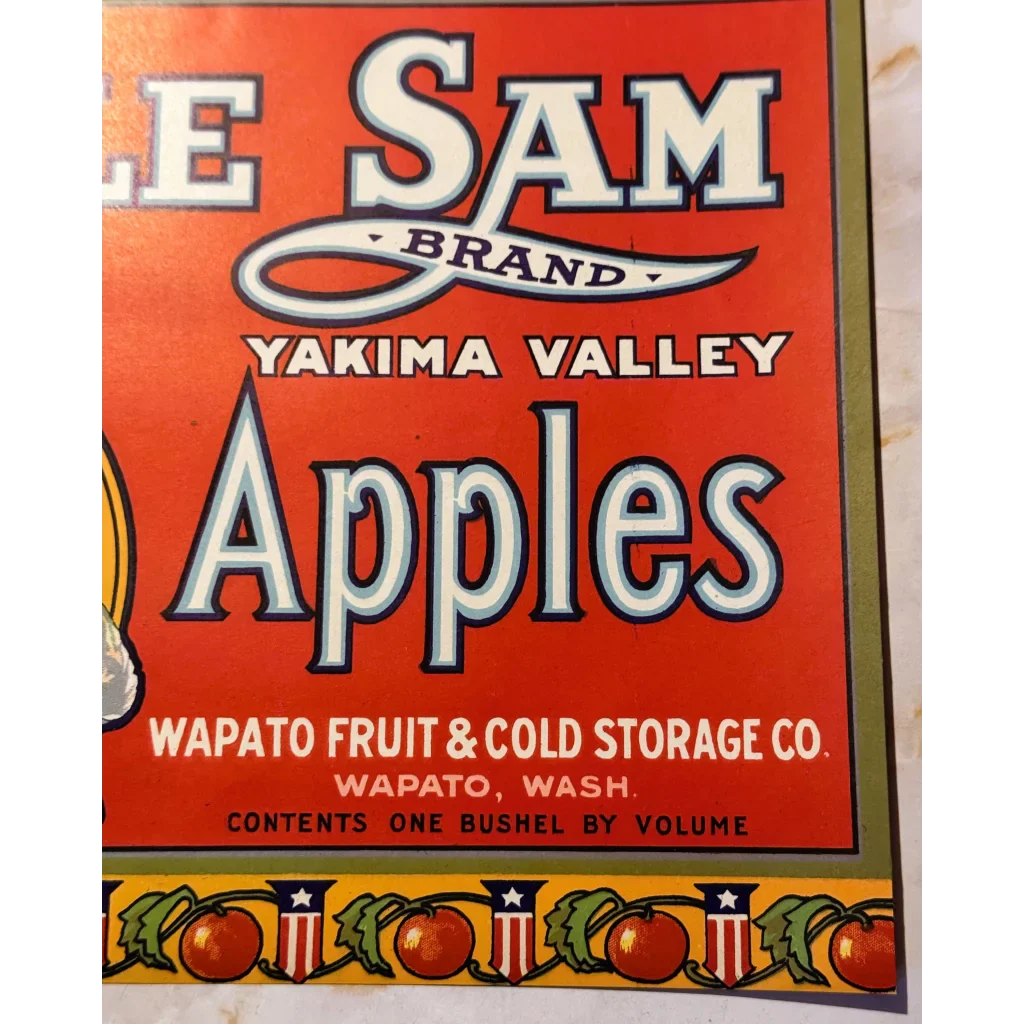 LE SAM
BRAND
YAKIMA VALLEY
Apples
WAPATO FRUIT & COLD STORAGE CO.
WAPATO, WASH.
CONTENTS ONE BUSHEL BY VOLUME